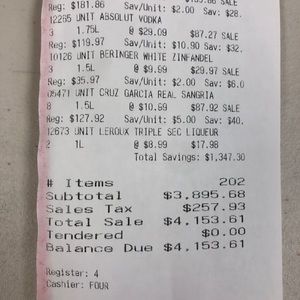 $159.86 SALE
Reg: $181.86 Sav/Unit: $2.00 Sav: $28.
12265 UNIT ABSOLUT VODKA
3 1.75L @ $29.09 $87.27 SALE
Reg: $119.97 Sav/Unit: $10.90 Sav: $32.
10126 UNIT BERINGER WHITE ZINFANDEL
3 1.5L @ $9.99 $29.97 SALE
Reg: $35.97 Sav/Unit: $2.00 Sav: $6.0
05471 UNIT CRUZ GARCIA REAL SANGRIA
8 1.5L @ $10.99 $87.92 SALE
Reg: $127.92 Sav/Unit: $5.00 Sav: $40.
12673 UNIT LEROUX TRIPLE SEC LIQUEUR
2 1L @ $8.99 $17.98
Total Savings: $1,347.30
# Items 202
Subtotal $3,895.68
Sales Tax $257.93
Total Sale $4,153.61
Tendered $0.00
Balance Due $4,153.61
Register: 4
Cashier: FOUR